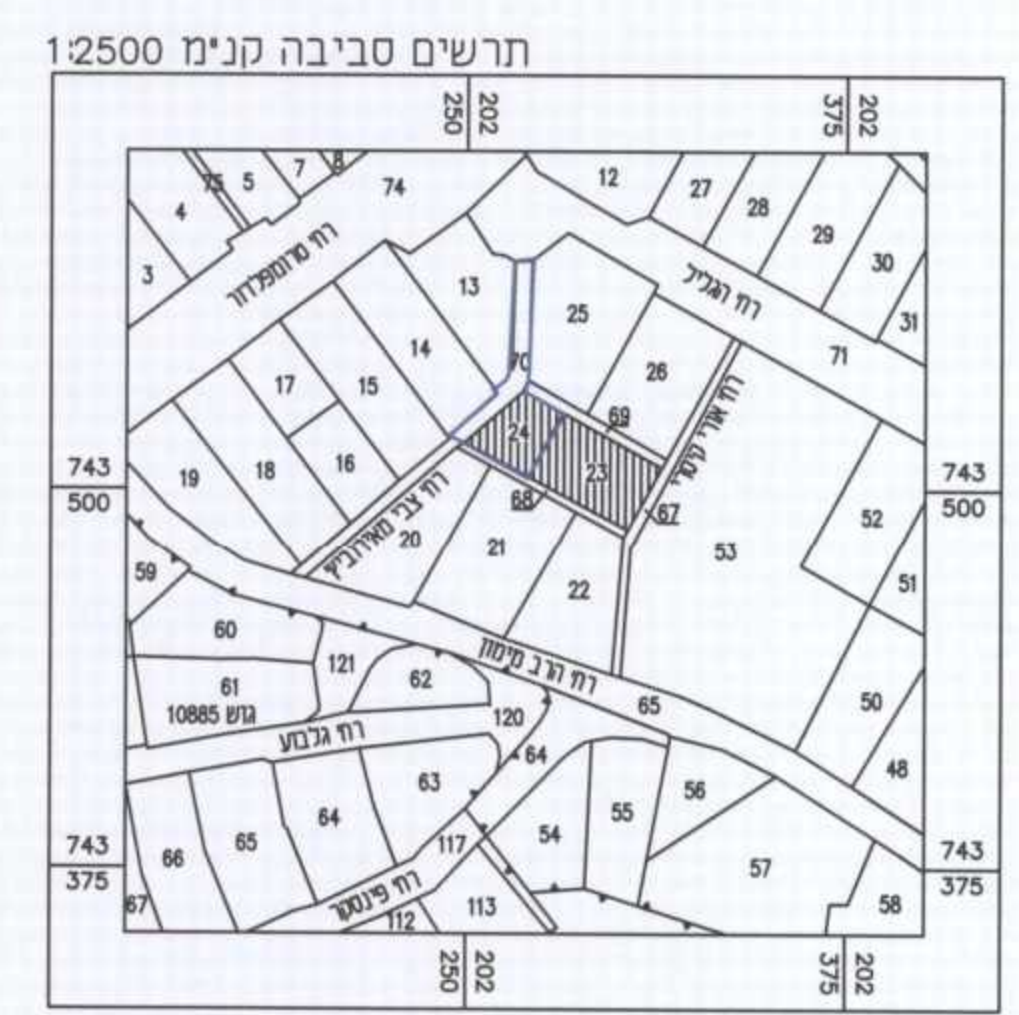 תרשים סביבה קנ"מ 1:2500
250 202
375 202
75 5 7 8 74 12 27 28
4 29 30
3 רח' טרומפלדור 13 רח' הגליל
25 31
14 71
17 15 70 26
69 רח' אורי קיסרי
24
743 500 19 18 16 23 743 500
רח' צבי מאירוביץ 68 67 52
20 21 53
59 22 51
60
121 רח' הרב מימון
61 62 50
גוש 10885 120 65
רח' גלבוע 64 48
63 56
64 55
65 54
743 375 66 117 57 743 375
רח' פינסקר
67 112 113 58
250 202
375 202